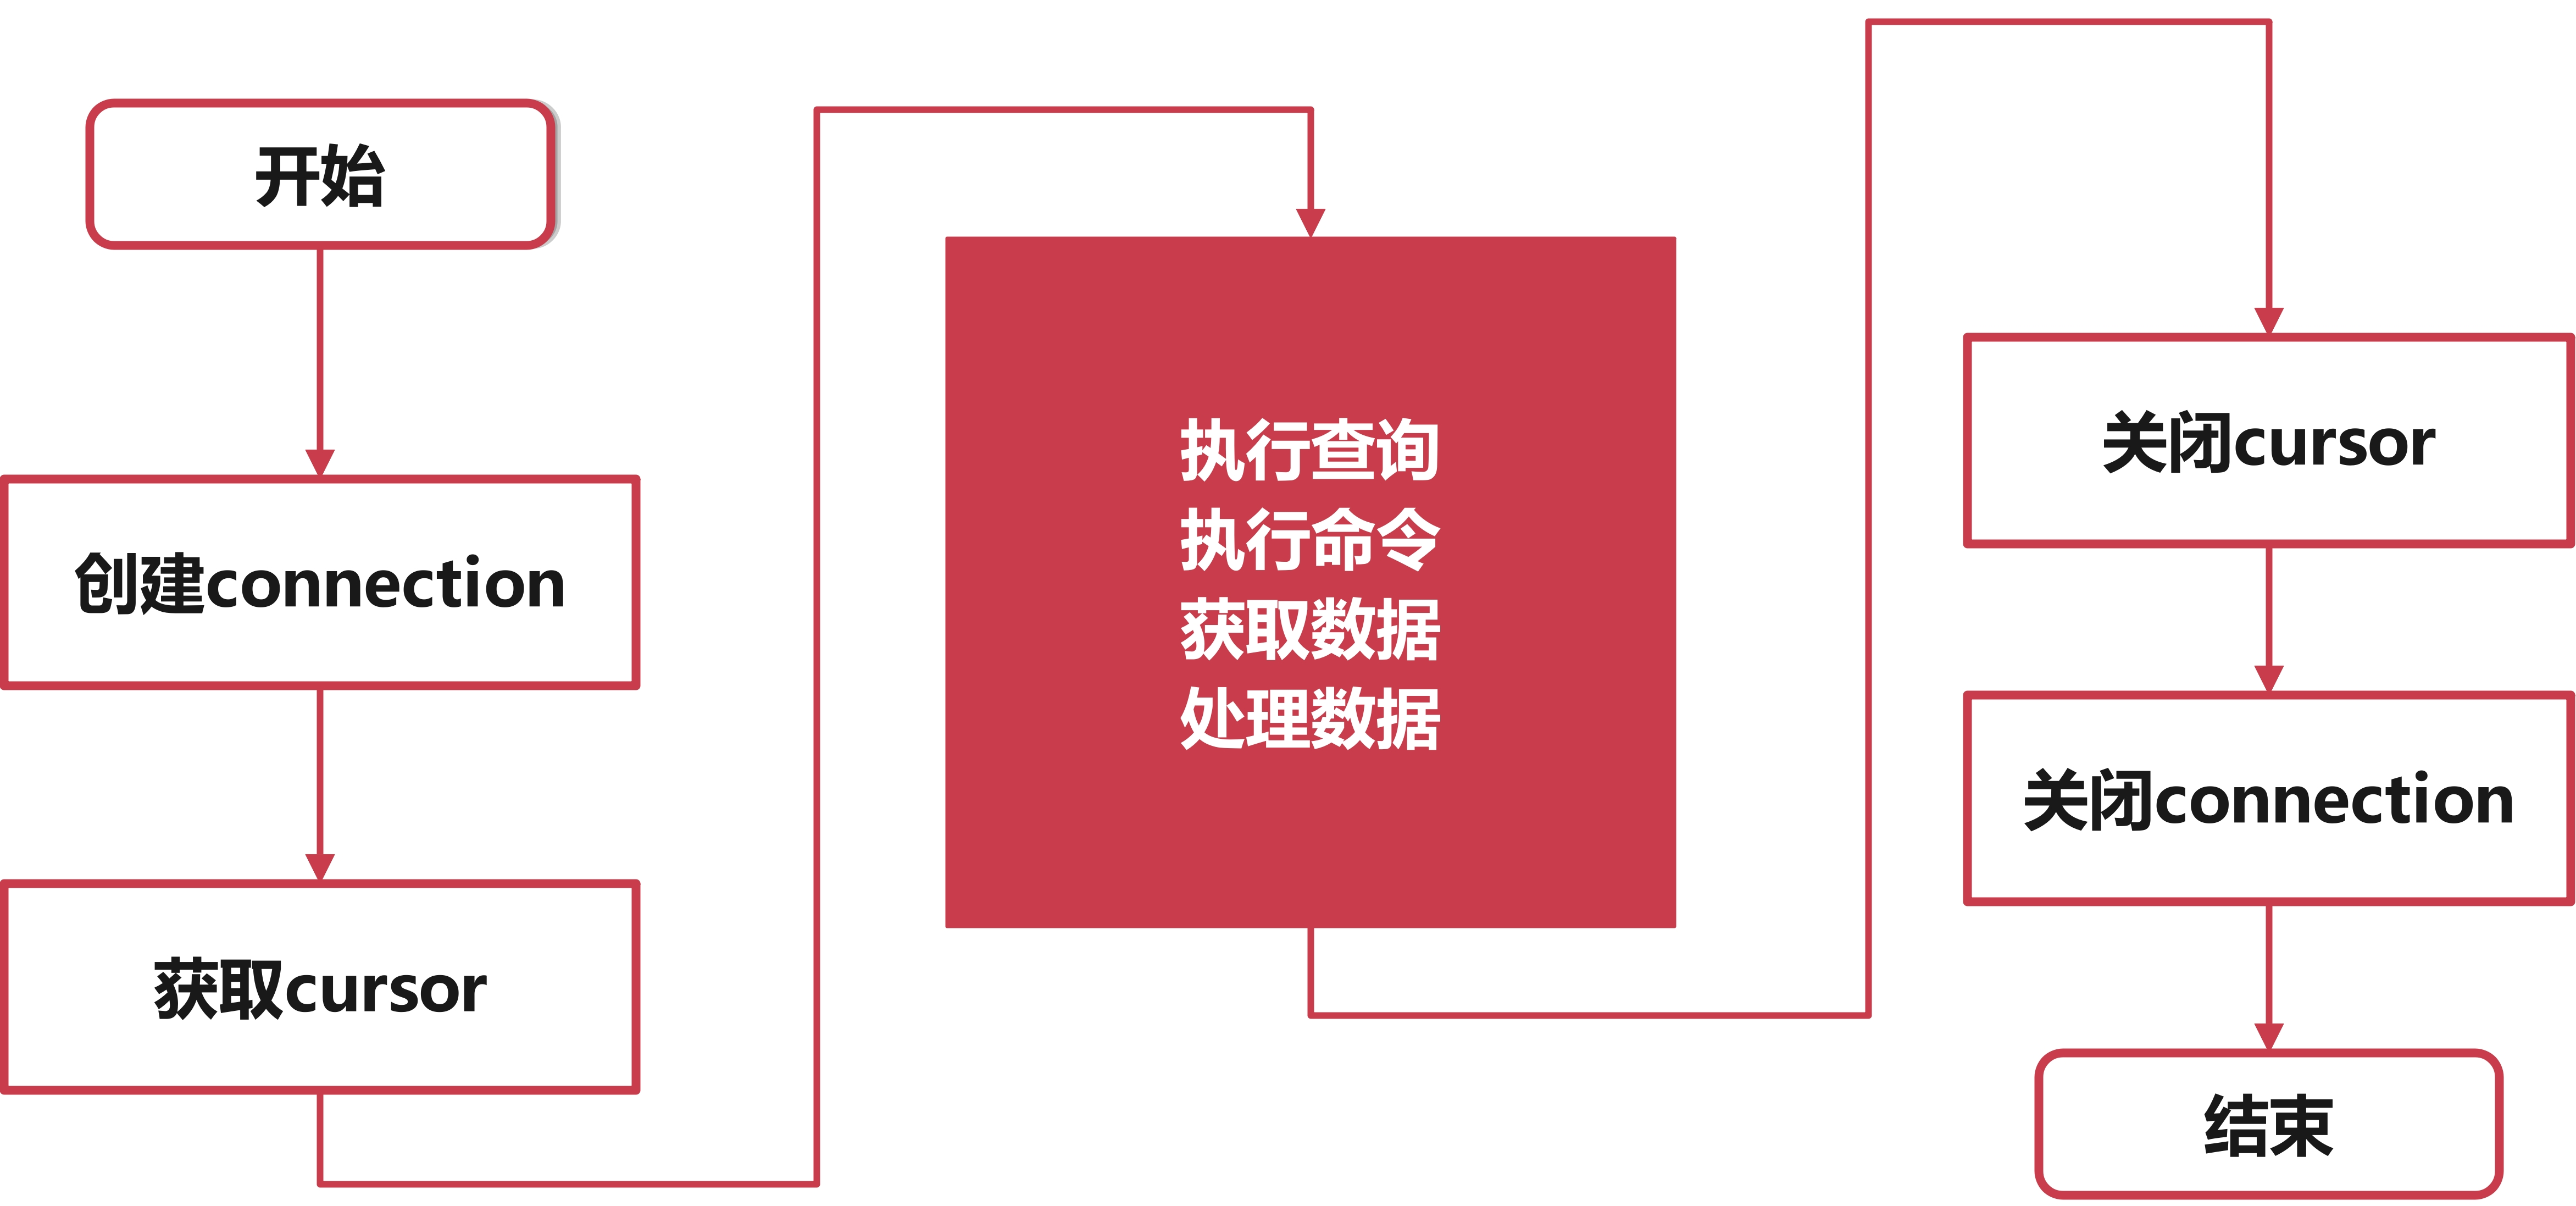 开始
创建connection
获取cursor
执行查询
执行命令
获取数据
处理数据
关闭cursor
关闭connection
结束